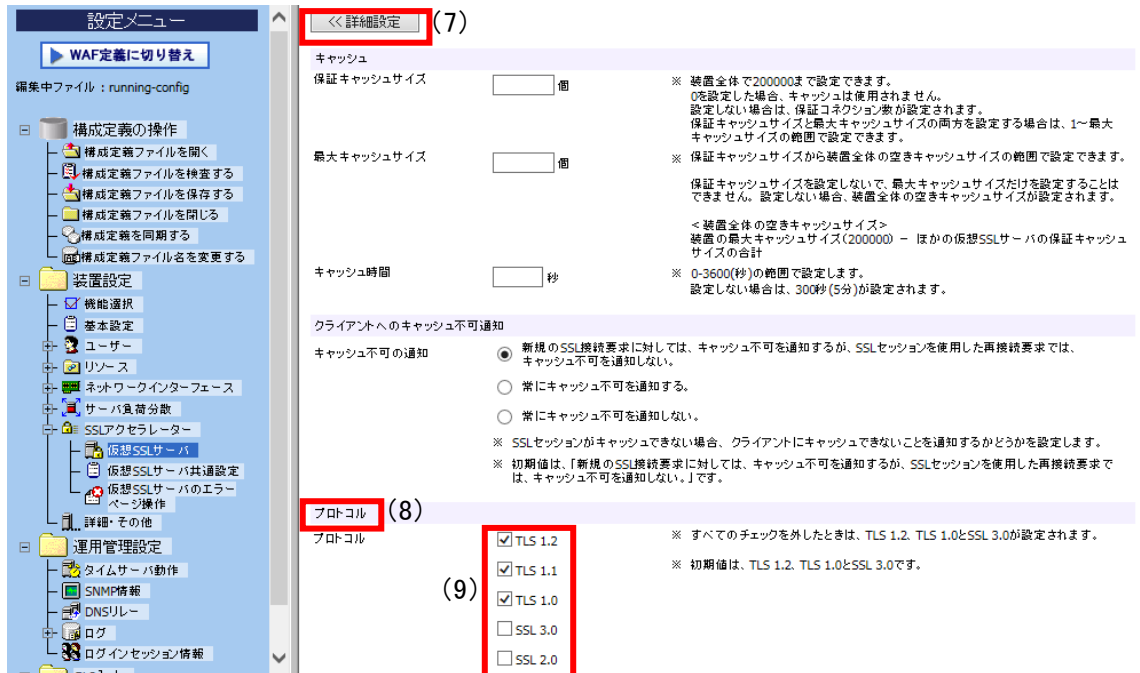 設定メニュー
WAF定義に切り替え
編集中ファイル : running-config
構成定義の操作
構成定義ファイルを開く
構成定義ファイルを検査する
構成定義ファイルを保存する
構成定義ファイルを閉じる
構成定義を同期する
構成定義ファイル名を変更する
装置設定
機能選択
基本設定
ユーザー
リソース
ネットワークインターフェース
サーバ負荷分散
SSLアクセラレーター
仮想SSLサーバ
仮想SSLサーバ共通設定
仮想SSLサーバのエラー
ページ操作
詳細・その他
運用管理設定
タイムサーバ動作
SNMP情報
DNSリレー
ログ
ログインセッション情報
<<詳細設定 (7)
キャッシュ
保証キャッシュサイズ 個 ※ 装置全体で200000まで設定できます。
0を設定した場合、キャッシュは使用されません。
設定しない場合は、保証コネクション数が設定されます。
保証キャッシュサイズと最大キャッシュサイズの両方を設定する場合は、1～最大
キャッシュサイズの範囲で設定できます。
最大キャッシュサイズ 個 ※ 保証キャッシュサイズから装置全体の空きキャッシュサイズの範囲で設定できます。
保証キャッシュサイズを設定しないで、最大キャッシュサイズだけを設定することは
できません。設定しない場合、装置全体の空きキャッシュサイズが設定されます。
<装置全体の空きキャッシュサイズ>
装置の最大キャッシュサイズ(200000) － ほかの仮想SSLサーバの保証キャッシュ
サイズの合計
キャッシュ時間 秒 ※ 0-3600(秒)の範囲で設定します。
設定しない場合は、300秒(5分)が設定されます。
クライアントへのキャッシュ不可通知
キャッシュ不可の通知 新規のSSL接続要求に対しては、キャッシュ不可を通知するが、SSLセッションを使用した再接続要求では、
キャッシュ不可を通知しない。
常にキャッシュ不可を通知する。
常にキャッシュ不可を通知しない。
※ SSLセッションがキャッシュできない場合、クライアントにキャッシュできないことを通知するかどうかを設定します。
※ 初期値は、「新規のSSL接続要求に対しては、キャッシュ不可を通知するが、SSLセッションを使用した再接続要求で
は、キャッシュ不可を通知しない。」です。
プロトコル (8)
プロトコル TLS 1.2 ※ すべてのチェックを外したときは、TLS 1.2、TLS 1.0とSSL 3.0が設定されます。
TLS 1.1 ※ 初期値は、TLS 1.2、TLS 1.0とSSL 3.0です。
(9) TLS 1.0
SSL 3.0
SSL 2.0